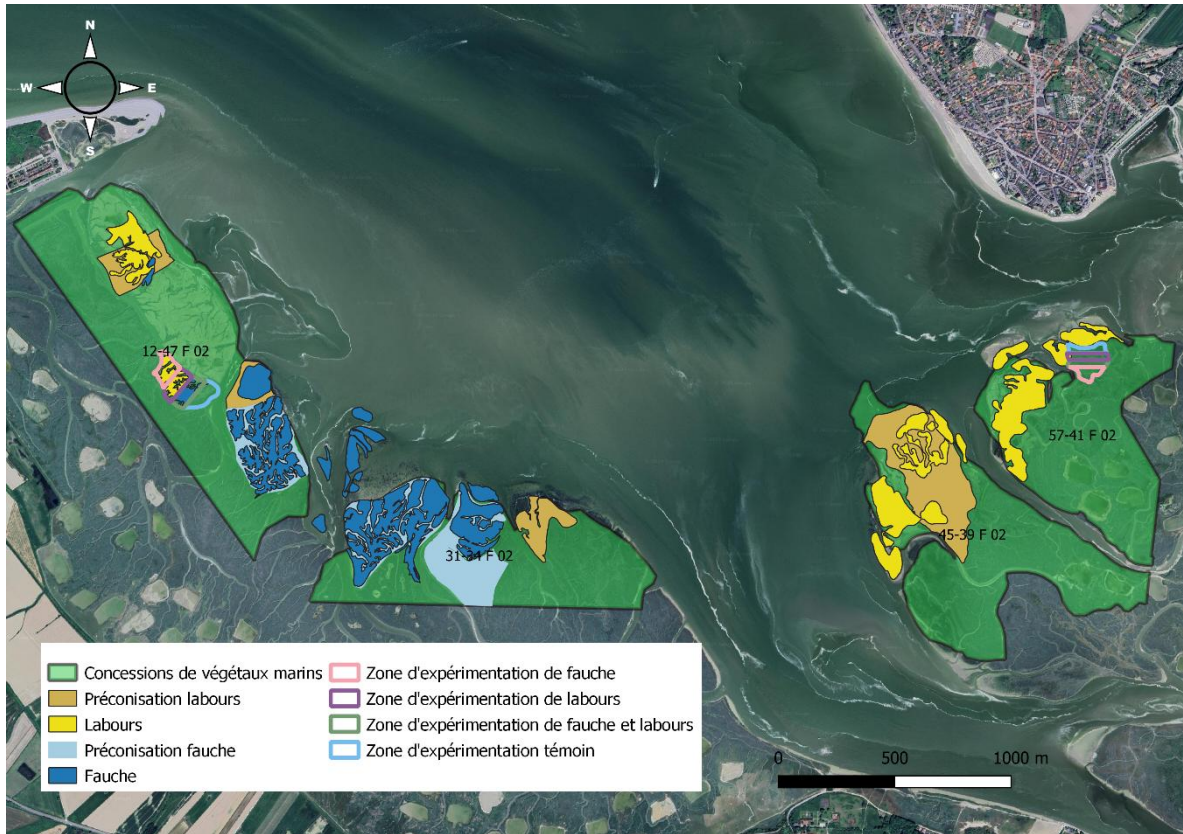 N
W E
S
12-47 F 02
31-34 F 02
45-39 F 02
57-41 F 02
Concessions de végétaux marins
Préconisation labours
Labours
Préconisation fauche
Fauche
Zone d'expérimentation de fauche
Zone d'expérimentation de labours
Zone d'expérimentation de fauche et labours
Zone d'expérimentation témoin
0 500 1000 m